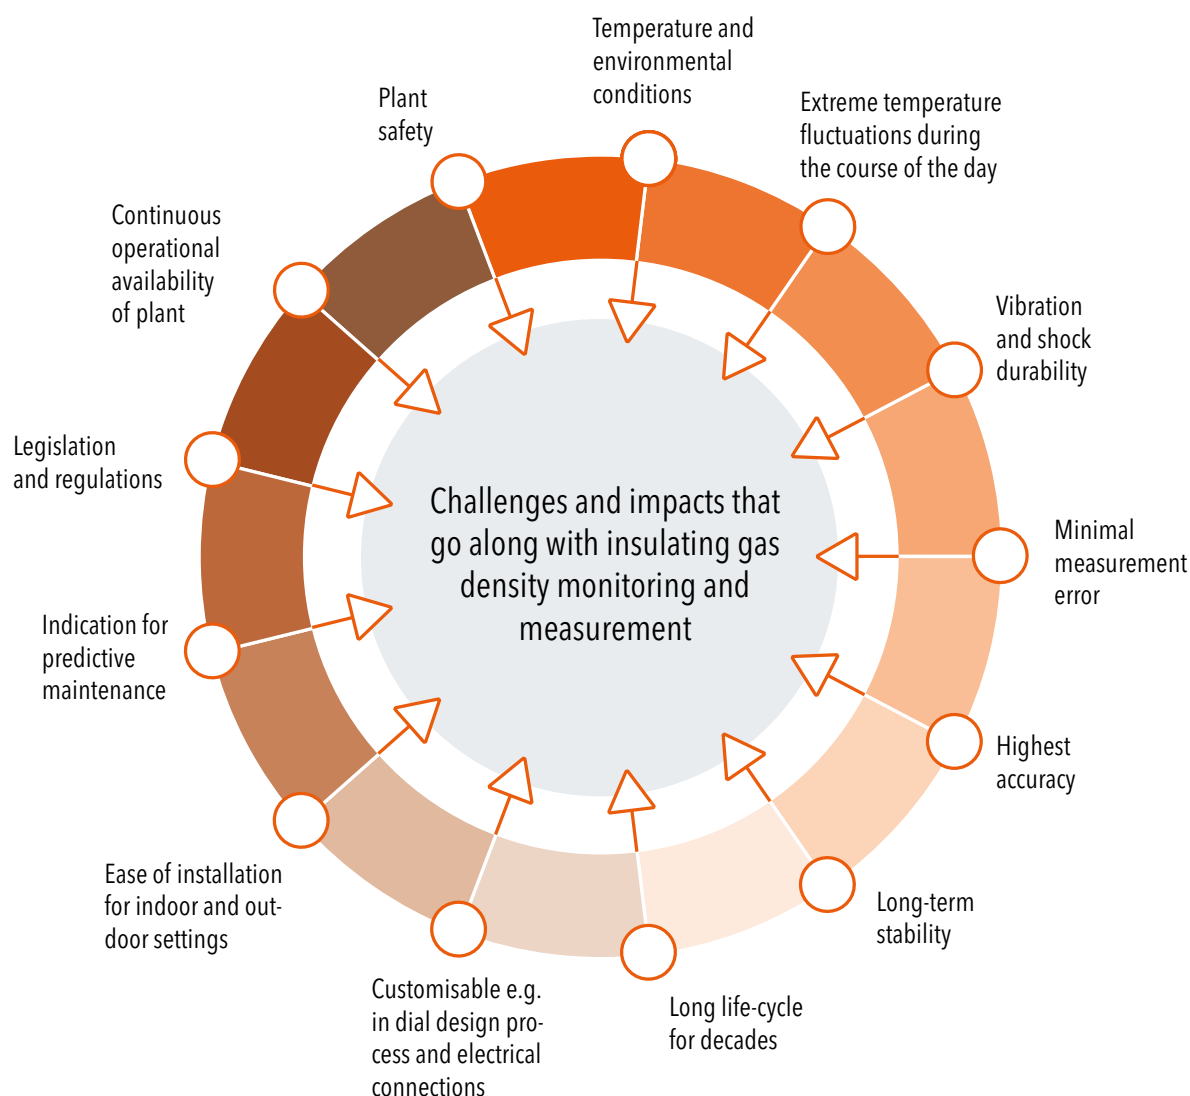 Temperature and
environmental
conditions
Extreme temperature
fluctuations during
the course of the day
Vibration
and shock
durability
Minimal
measurement
error
Highest
accuracy
Long-term
stability
Long life-cycle
for decades
Customisable e.g.
in dial design pro-
cess and electrical
connections
Ease of installation
for indoor and out-
door settings
Indication for
predictive
maintenance
Legislation
and regulations
Continuous
operational
availability
of plant
Plant
safety
Challenges and impacts that
go along with insulating gas
density monitoring and
measurement